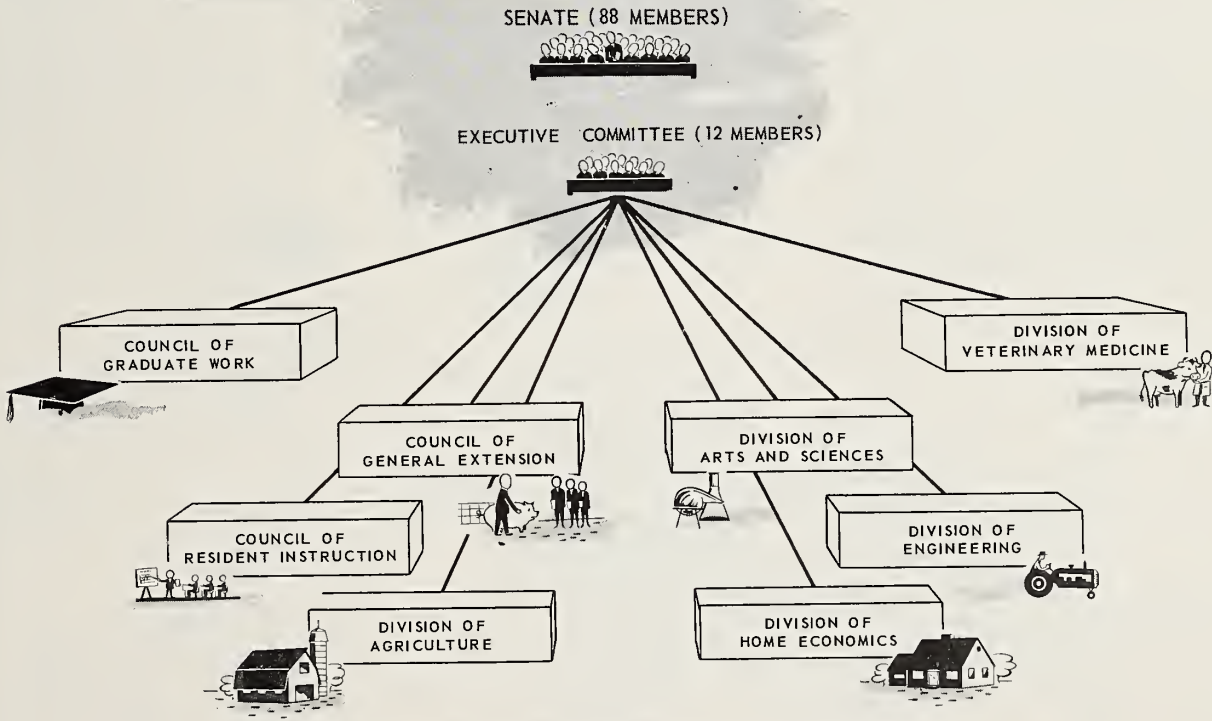 SENATE (88 MEMBERS)
EXECUTIVE COMMITTEE (12 MEMBERS)
COUNCIL OF
GRADUATE WORK
DIVISION OF
VETERINARY MEDICINE
COUNCIL OF
GENERAL EXTENSION
DIVISION OF
ARTS AND SCIENCES
COUNCIL OF
RESIDENT INSTRUCTION
DIVISION OF
ENGINEERING
DIVISION OF
AGRICULTURE
DIVISION OF
HOME ECONOMICS